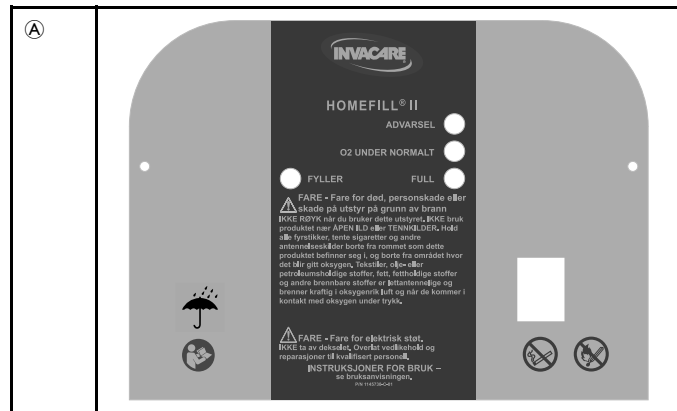 Ⓐ
INVACARE
HOMEFILL® II
ADVARSEL
O2 UNDER NORMALT
FYLLER FULL
FARE - Fare for død, personskade eller
skade på utstyr på grunn av brann
IKKE RØYK når du bruker dette utstyret. IKKE bruk
produktet nær ÅPEN ILD eller TENNKILDER. Hold
alle fyrstikker, tente sigaretter og andre
antennelseskilder borte fra rommet som dette
produktet befinner seg i, og borte fra området hvor
det blir gitt oksygen. Tekstiler, olje- eller
petroleumsholdige stoffer, fett, fettholdige stoffer
og andre brennbare stoffer er lettantennelige og
brenner kraftig i oksygenrik luft og når de kommer i
kontakt med oksygen under trykk.
FARE - Fare for elektrisk støt.
IKKE ta av dekselet. Overlat vedlikehold og
reparasjoner til kvalifisert personell.
INSTRUKSJONER FOR BRUK –
se bruksanvisningen.